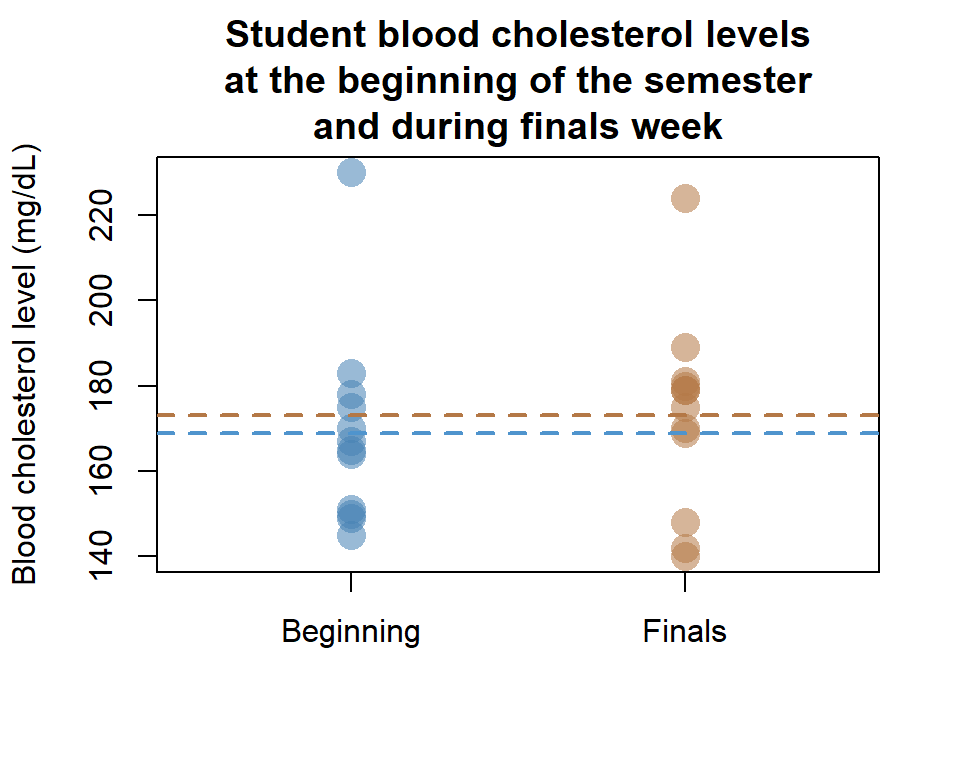 Student blood cholesterol levels
at the beginning of the semester
and during finals week
Blood cholesterol level (mg/dL)
220
200
180
160
140
Beginning
Finals